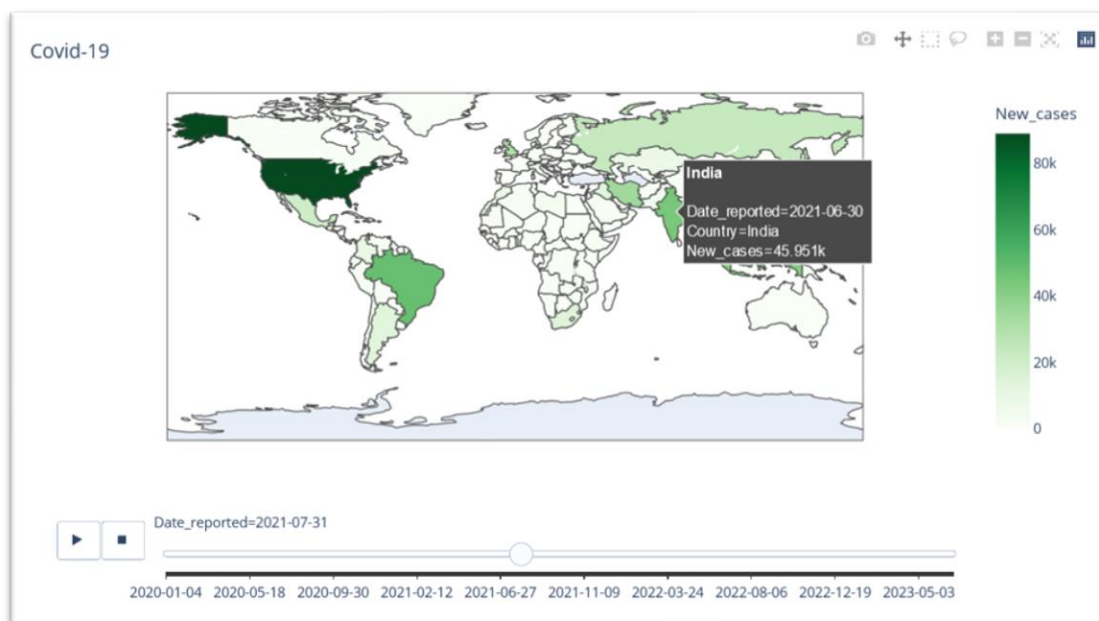 Covid-19
New_cases
80k
60k
40k
20k
0
India
Date_reported=2021-06-30
Country=India
New_cases=45.951k
Date_reported=2021-07-31
2020-01-04 2020-05-18 2020-09-30 2021-02-12 2021-06-27 2021-11-09 2022-03-24 2022-08-06 2022-12-19 2023-05-03